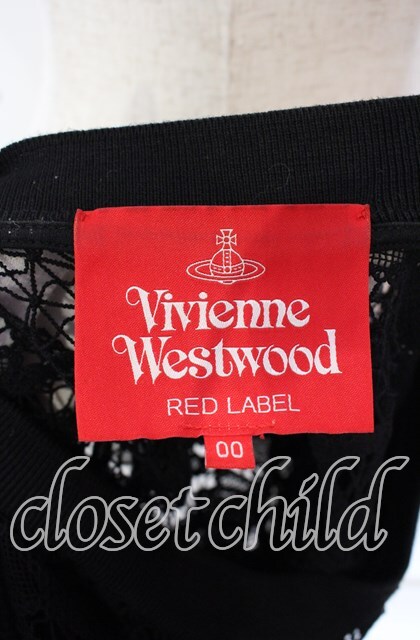 Vivienne
Westwood
RED LABEL
00
closet child